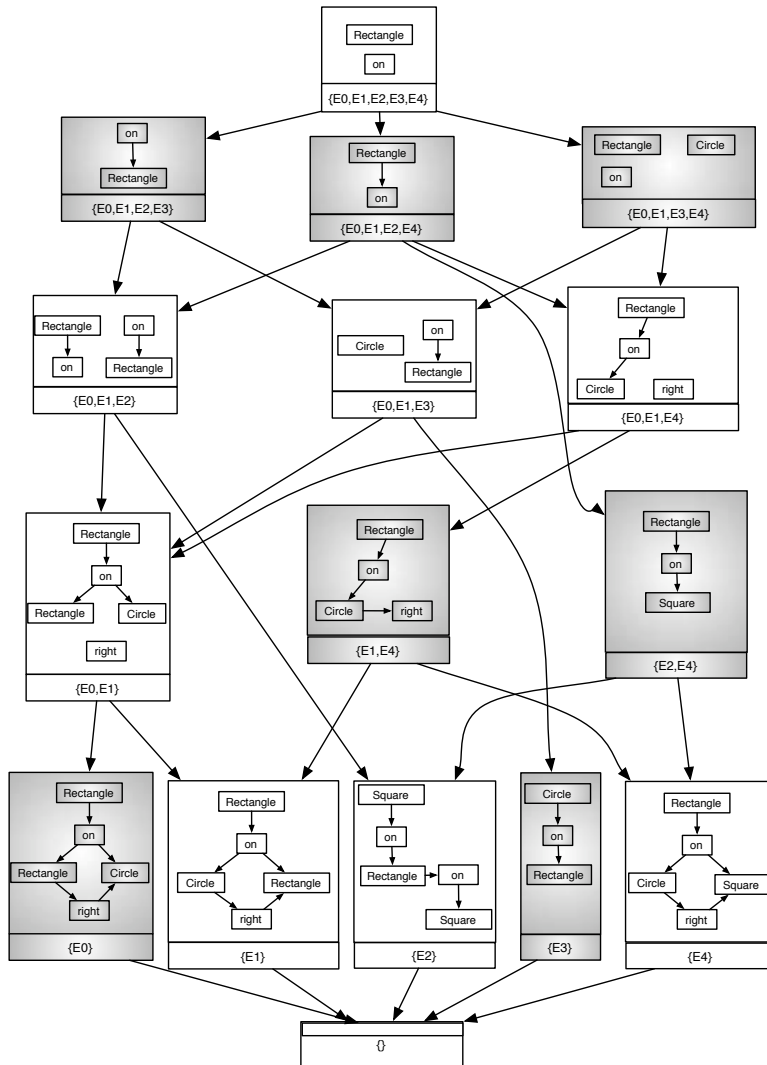 Rectangle
on
{E0,E1,E2,E3,E4}
on
Rectangle
{E0,E1,E2,E3}
Rectangle
on
{E0,E1,E2,E4}
Rectangle Circle
on
{E0,E1,E3,E4}
Rectangle on
on Rectangle
{E0,E1,E2}
on
Circle
Rectangle
{E0,E1,E3}
Rectangle
on
Circle right
{E0,E1,E4}
Rectangle
on
Rectangle Circle
right
{E0,E1}
Rectangle
on
Circle right
{E1,E4}
Rectangle
on
Square
{E2,E4}
Rectangle
on
Rectangle Circle
right
{E0}
Rectangle
on
Circle Rectangle
right
{E1}
Square
on
Rectangle on
Square
{E2}
Circle
on
Rectangle
{E3}
Rectangle
on
Circle Square
right
{E4}
{}